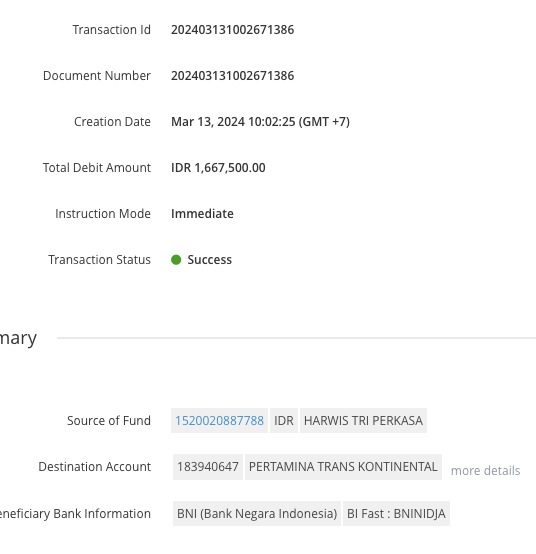 Transaction Id 202403131002671386
Document Number 202403131002671386
Creation Date Mar 13, 2024 10:02:25 (GMT +7)
Total Debit Amount IDR 1,667,500.00
Instruction Mode Immediate
Transaction Status Success
mary
Source of Fund 1520020887788 IDR HARWIS TRI PERKASA
Destination Account 183940647 PERTAMINA TRANS KONTINENTAL more details
eneficiary Bank Information BNI (Bank Negara Indonesia) BI Fast : BNINIDJA